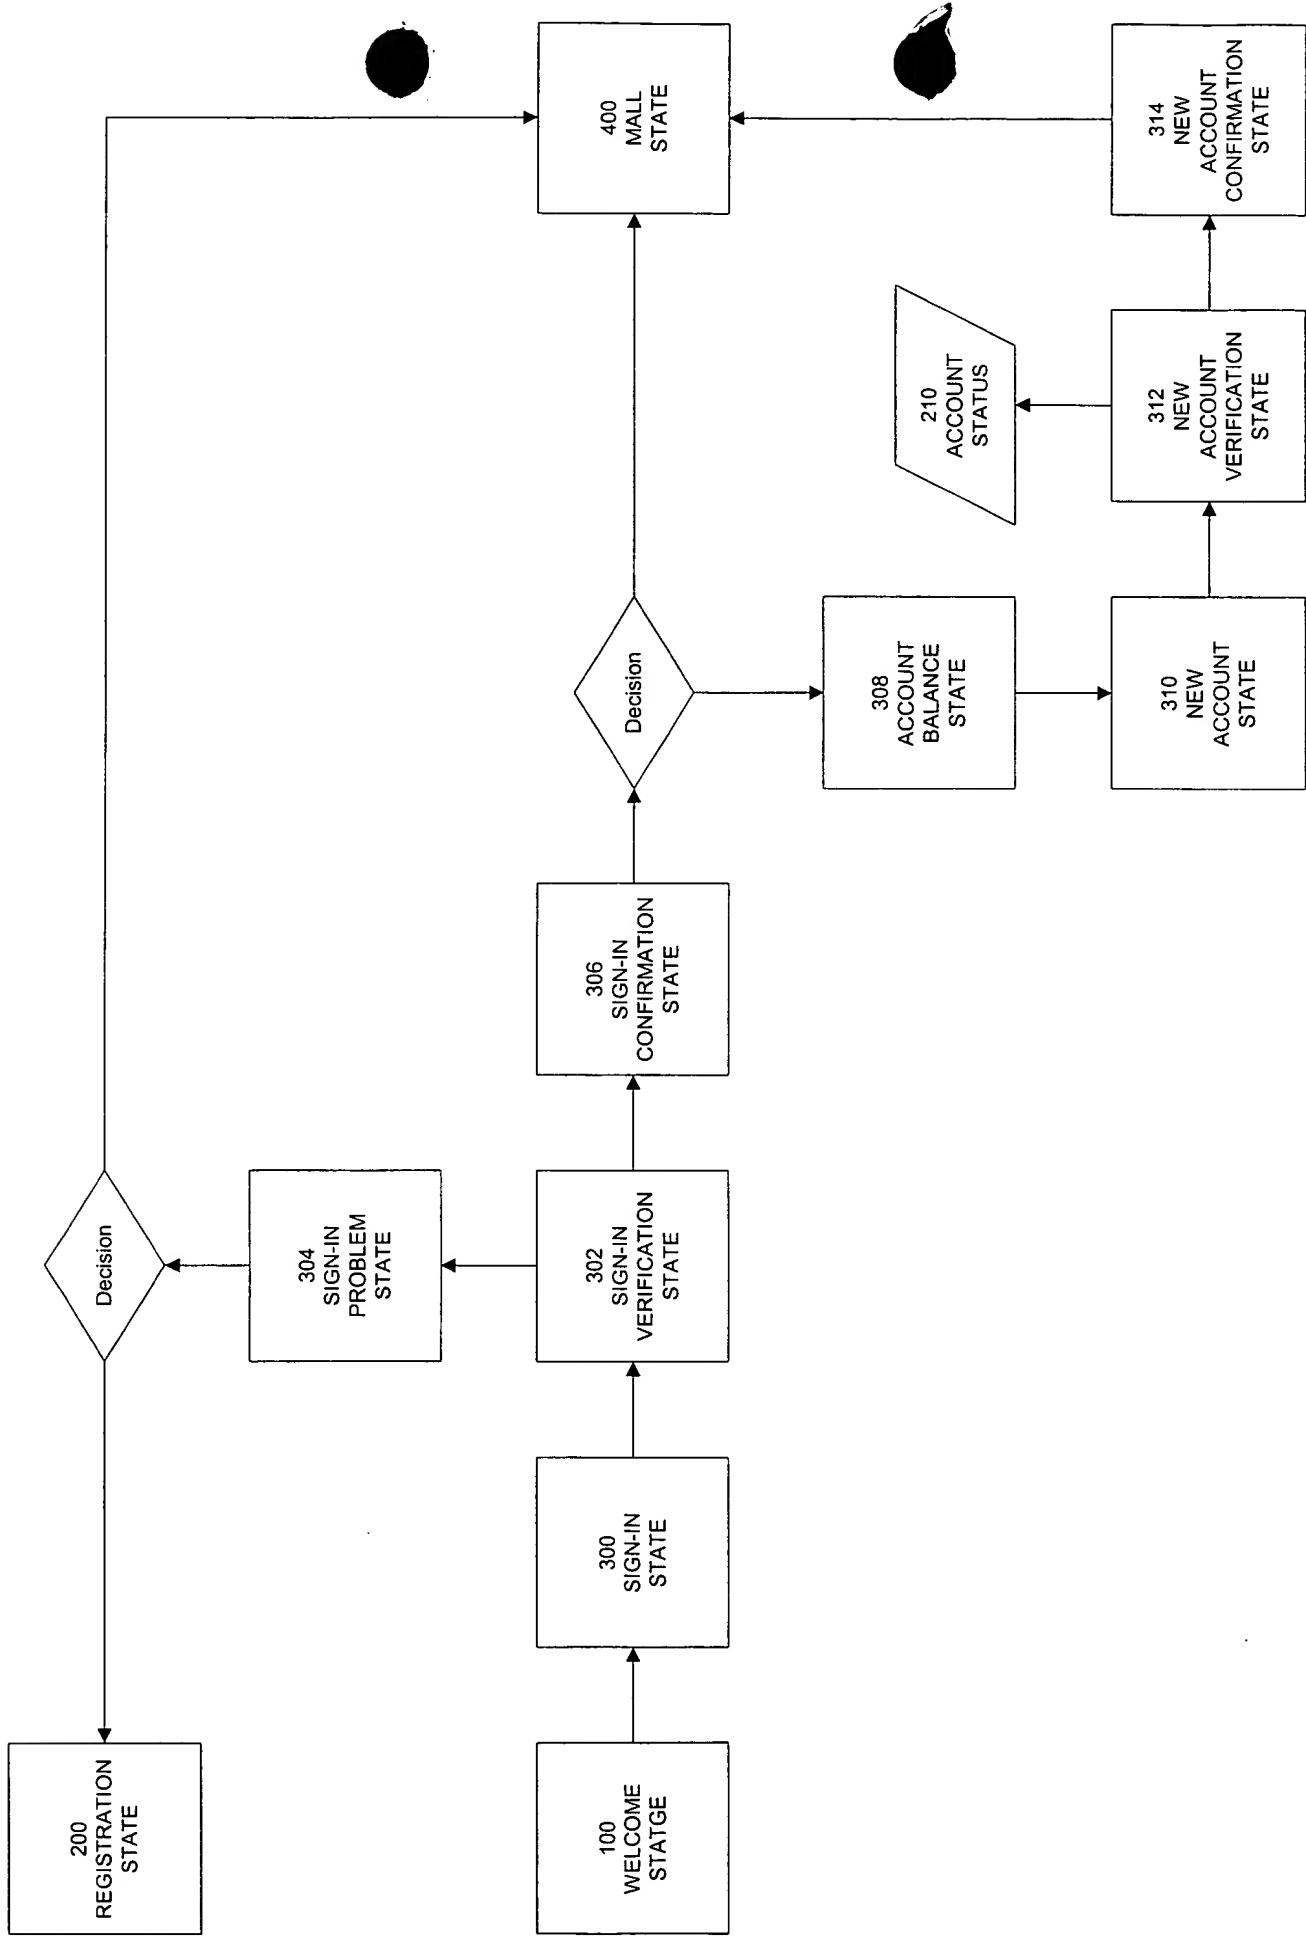 200
REGISTRATION
STATE
Decision
304
SIGN-IN
PROBLEM
STATE
100
WELCOME
STATGE
300
SIGN-IN
STATE
302
SIGN-IN
VERIFICATION
STATE
306
SIGN-IN
CONFIRMATION
STATE
Decision
400
MALL
STATE
308
ACCOUNT
BALANCE
STATE
210
ACCOUNT
STATUS
310
NEW
ACCOUNT
STATE
312
NEW
ACCOUNT
VERIFICATION
STATE
314
NEW
ACCOUNT
CONFIRMATION
STATE